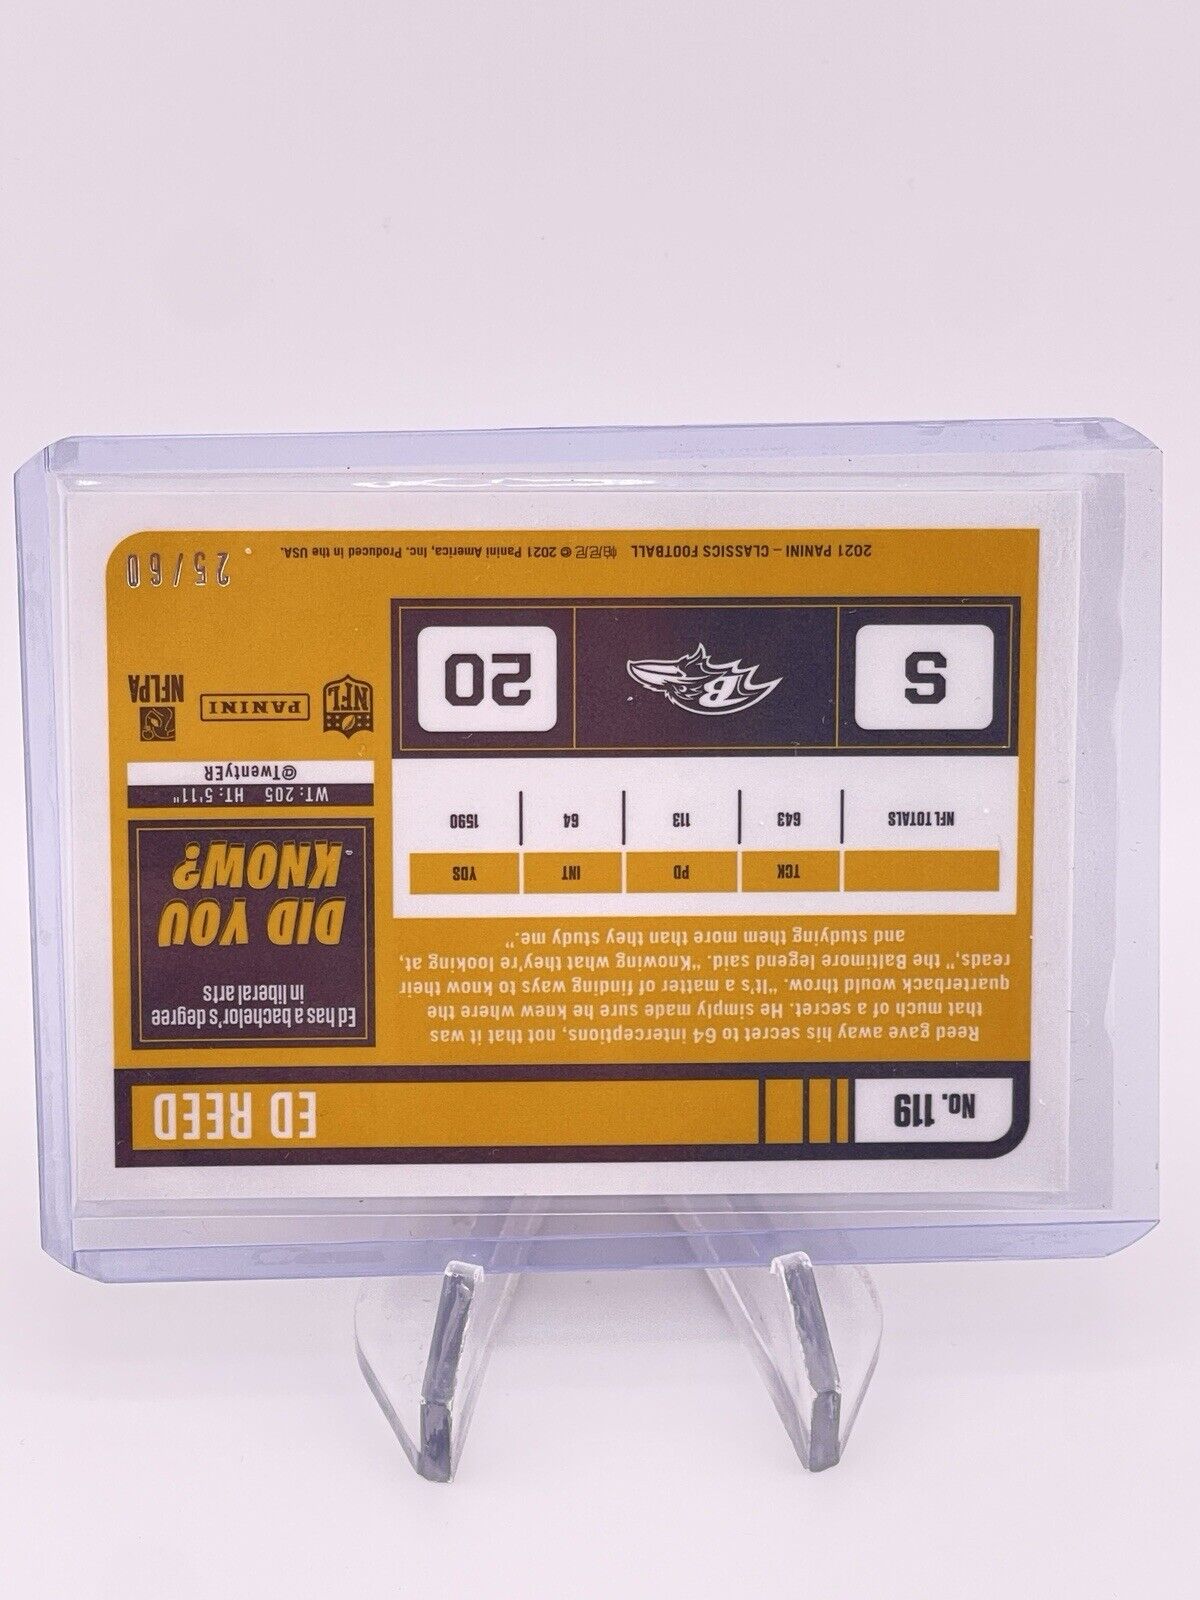 No. 119 ED REED
Reed gave away his secret to 64 interceptions, not that it was
that much of a secret. He simply made sure he knew where the
quarterback would throw. "It's a matter of finding ways to know their
reads," the Baltimore legend said. "Knowing what they're looking at,
and studying them more than they study me."
Ed has a bachelor's degree
in liberal arts
DID YOU
KNOW?
TCK PD INT YDS
NFL TOTALS 643 113 64 1590
WT: 205 HT: 5'11"
@TwentyER
S B 20
NFL PANINI NFLPA
2021 PANINI – CLASSICS FOOTBALL 帕尼尼 © 2021 Panini America, Inc. Produced in the USA.
25/60